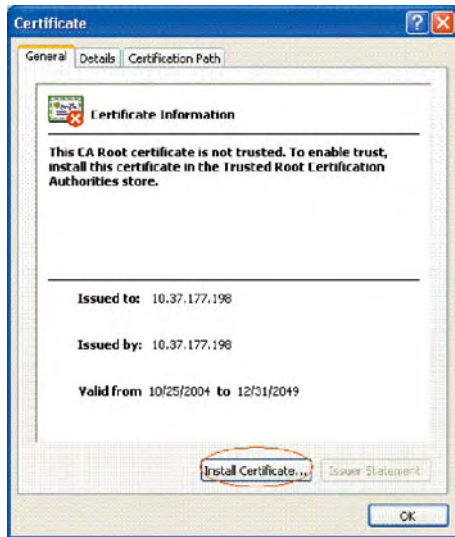 Certificate
General Details Certification Path
Certificate Information
This CA Root certificate is not trusted. To enable trust,
install this certificate in the Trusted Root Certification
Authorities store.
Issued to: 10.37.177.198
Issued by: 10.37.177.198
Valid from 10/25/2004 to 12/31/2049
Install Certificate... Issuer Statement
OK